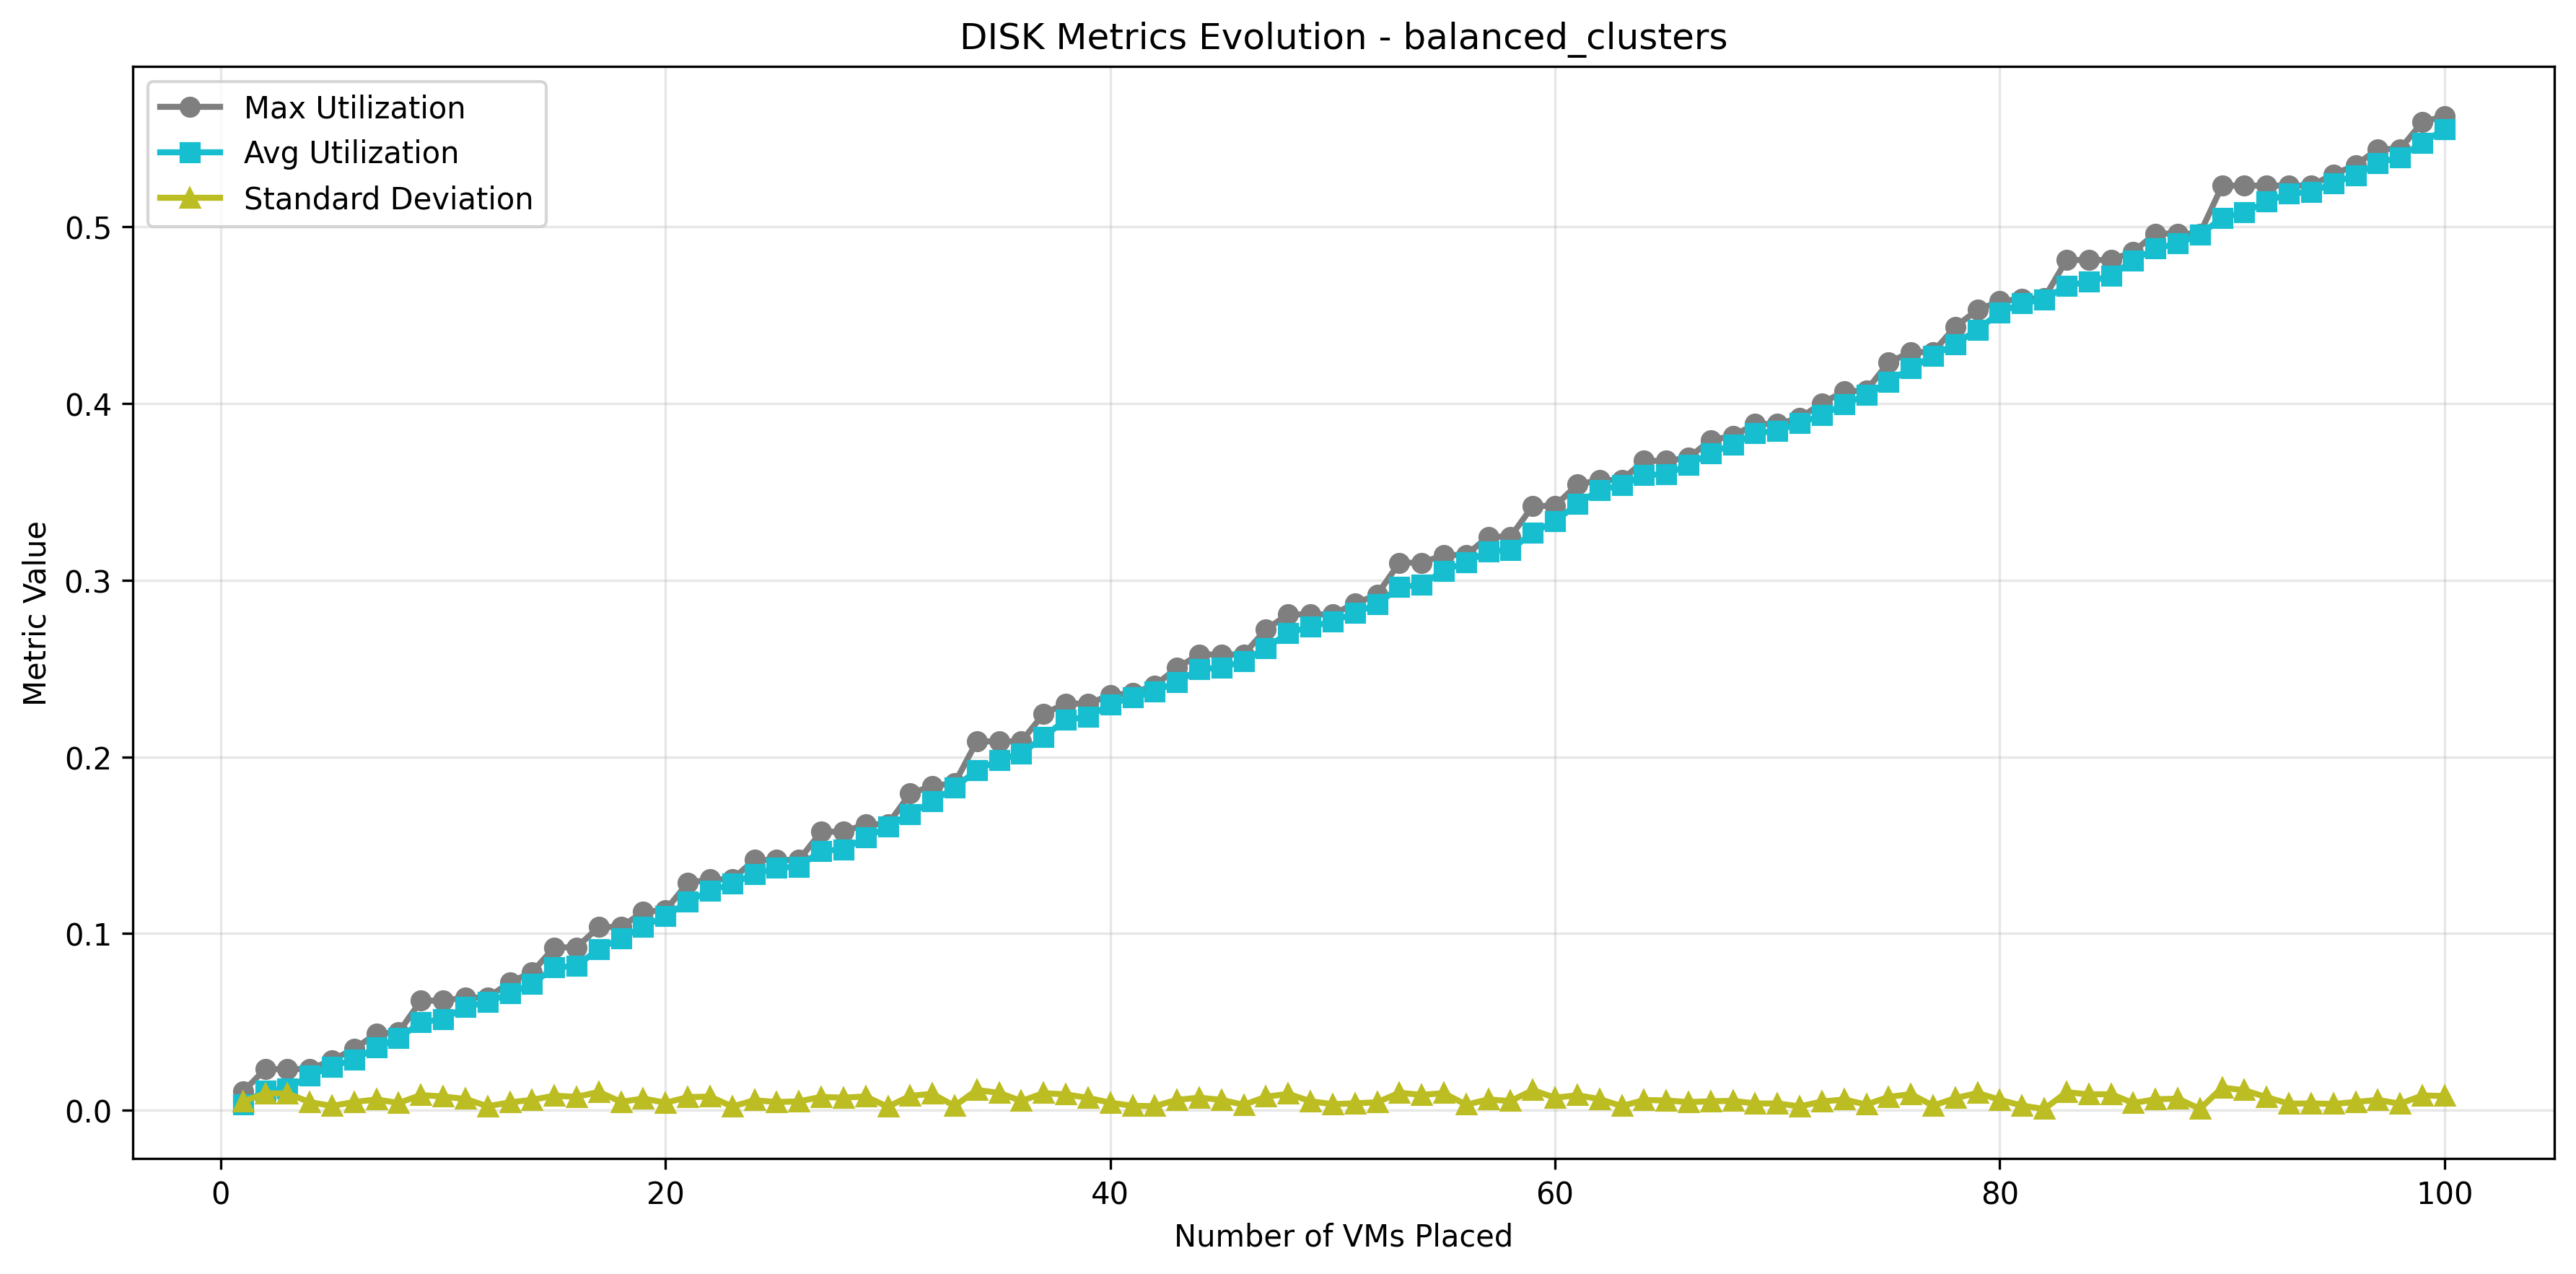 DISK Metrics Evolution - balanced_clusters
Max Utilization
Avg Utilization
Standard Deviation
Metric Value
0.5
0.4
0.3
0.2
0.1
0.0
0 20 40 60 80 100
Number of VMs Placed